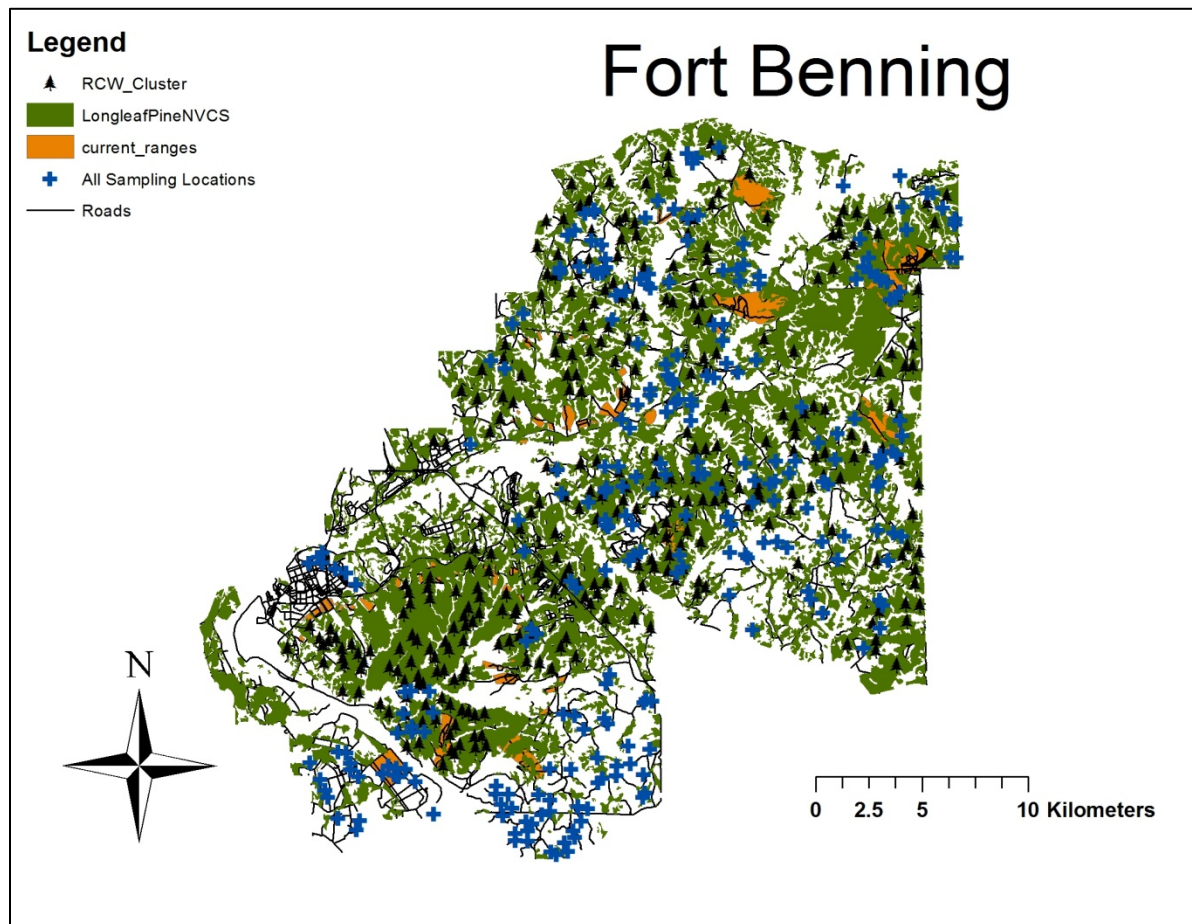 Fort Benning
Legend
RCW_Cluster
LongleafPineNVCS
current_ranges
All Sampling Locations
Roads
N
0 2.5 5 10 Kilometers